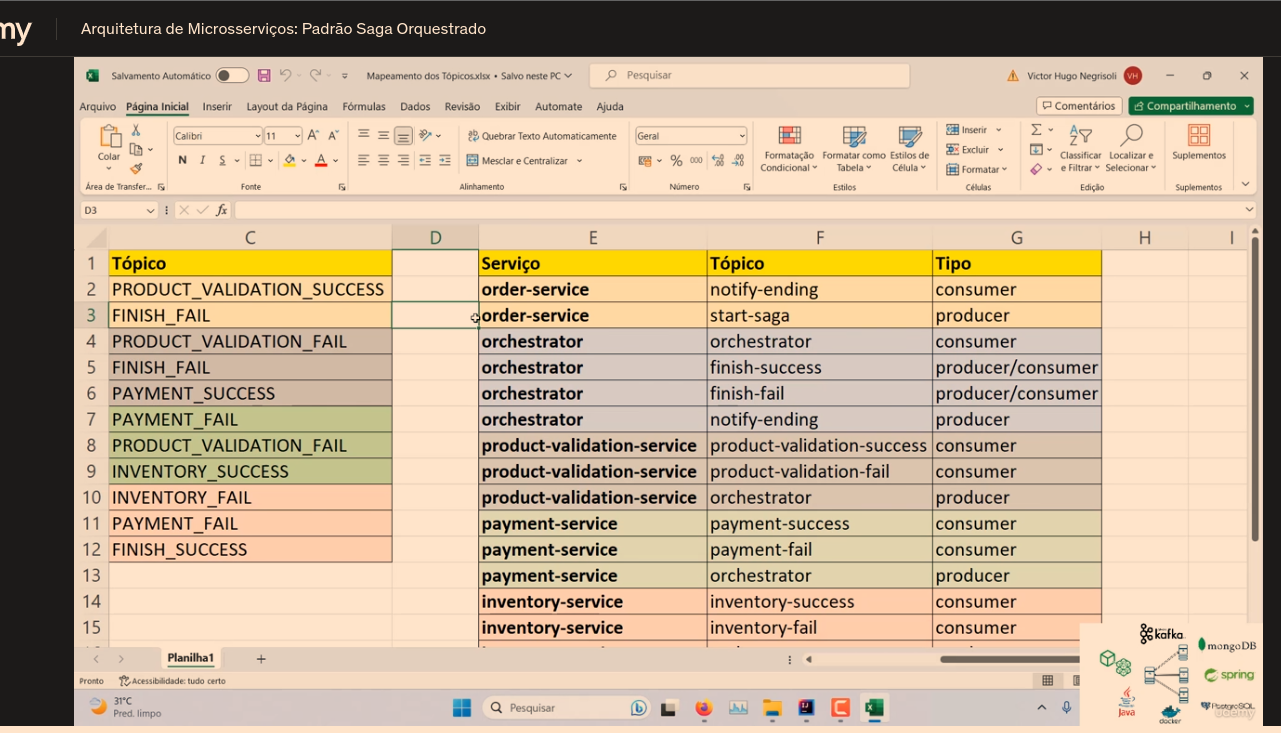 my
Arquitetura de Microsserviços: Padrão Saga Orquestrado
Salvamento Automático
Mapeamento dos Tópicos.xlsx • Salvo neste PC
Pesquisar
Victor Hugo Negrisoli
VH
Arquivo Página Inicial Inserir Layout da Página Fórmulas Dados Revisão Exibir Automate Ajuda
Comentários
Compartilhamento
Colar
Área de Transfer...
Calibri 11
N I S
Fonte
Quebrar Texto Automaticamente
Mesclar e Centralizar
Alinhamento
Geral
% 000
Número
Formatação Condicional
Formatar como Tabela
Estilos de Célula
Estilos
Inserir
Excluir
Formatar
Células
Classificar e Filtrar
Localizar e Selecionar
Edição
Suplementos
Suplementos
D3
fx
C D E F G H I
1 Tópico Serviço Tópico Tipo
2 PRODUCT_VALIDATION_SUCCESS order-service notify-ending consumer
3 FINISH_FAIL order-service start-saga producer
4 PRODUCT_VALIDATION_FAIL orchestrator orchestrator consumer
5 FINISH_FAIL orchestrator finish-success producer/consumer
6 PAYMENT_SUCCESS orchestrator finish-fail producer/consumer
7 PAYMENT_FAIL orchestrator notify-ending producer
8 PRODUCT_VALIDATION_FAIL product-validation-service product-validation-success consumer
9 INVENTORY_SUCCESS product-validation-service product-validation-fail consumer
10 INVENTORY_FAIL product-validation-service orchestrator producer
11 PAYMENT_FAIL payment-service payment-success consumer
12 FINISH_SUCCESS payment-service payment-fail consumer
13 payment-service orchestrator producer
14 inventory-service inventory-success consumer
15 inventory-service inventory-fail consumer
Planilha1
Pronto
Acessibilidade: tudo certo
31°C
Pred. limpo
Pesquisar
kafka
mongoDB
spring
Java
docker
PostgreSQL
udemy